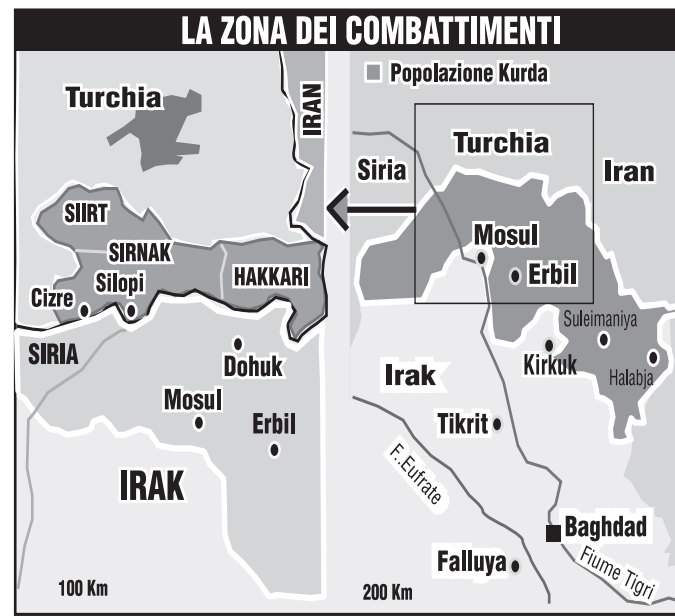 LA ZONA DEI COMBATTIMENTI
Turchia
IRAN
SIIRT
SIRNAK
HAKKARI
Silopi
Cizre
SIRIA
Dohuk
Mosul
Erbil
IRAK
100 Km
Popolazione Kurda
Turchia
Siria
Iran
Mosul
Erbil
Suleimaniya
Kirkuk
Halabja
Irak
Tikrit
F..Eufrate
Baghdad
Falluya
Fiume Tigri
200 Km